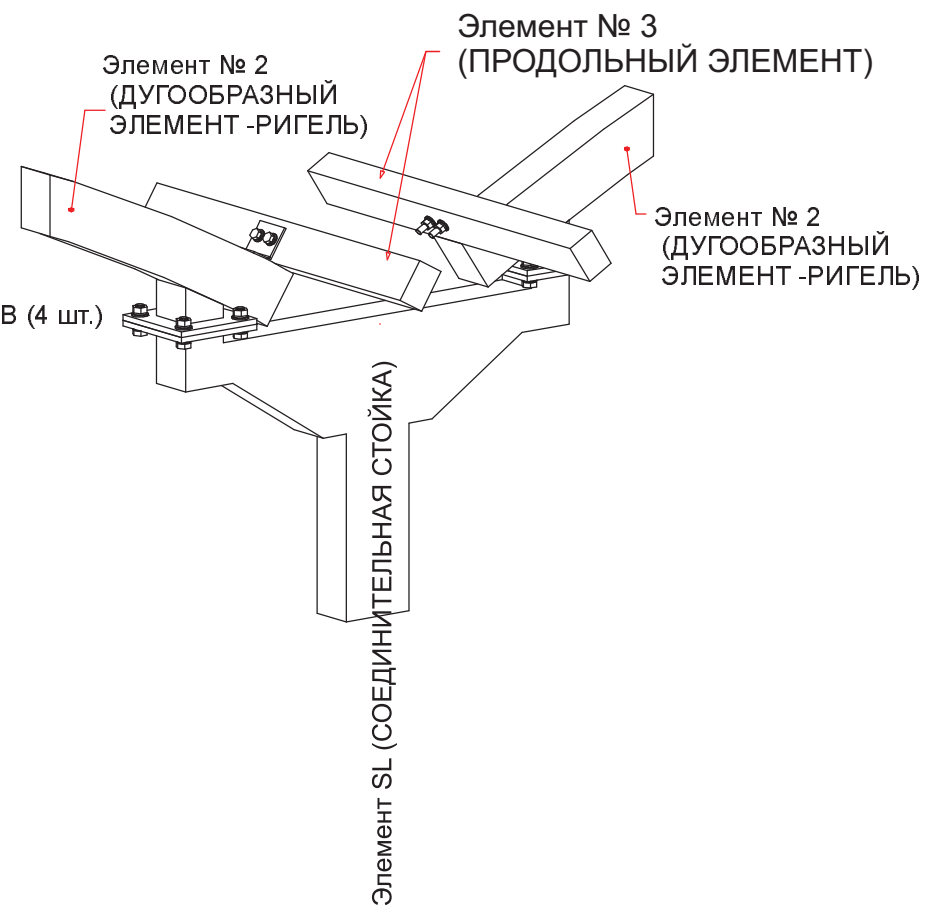 Элемент № 3
(ПРОДОЛЬНЫЙ ЭЛЕМЕНТ)
Элемент № 2
(ДУГООБРАЗНЫЙ
ЭЛЕМЕНТ -РИГЕЛЬ)
Элемент № 2
(ДУГООБРАЗНЫЙ
ЭЛЕМЕНТ -РИГЕЛЬ)
В (4 шт.)
Элемент SL (СОЕДИНИТЕЛЬНАЯ СТОЙКА)